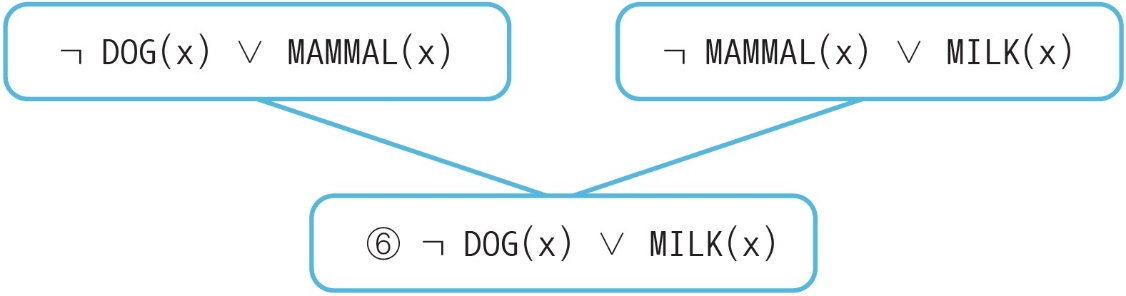 ¬ DOG(x) ∨ MAMMAL(x)
¬ MAMMAL(x) ∨ MILK(x)
⑥ ¬ DOG(x) ∨ MILK(x)